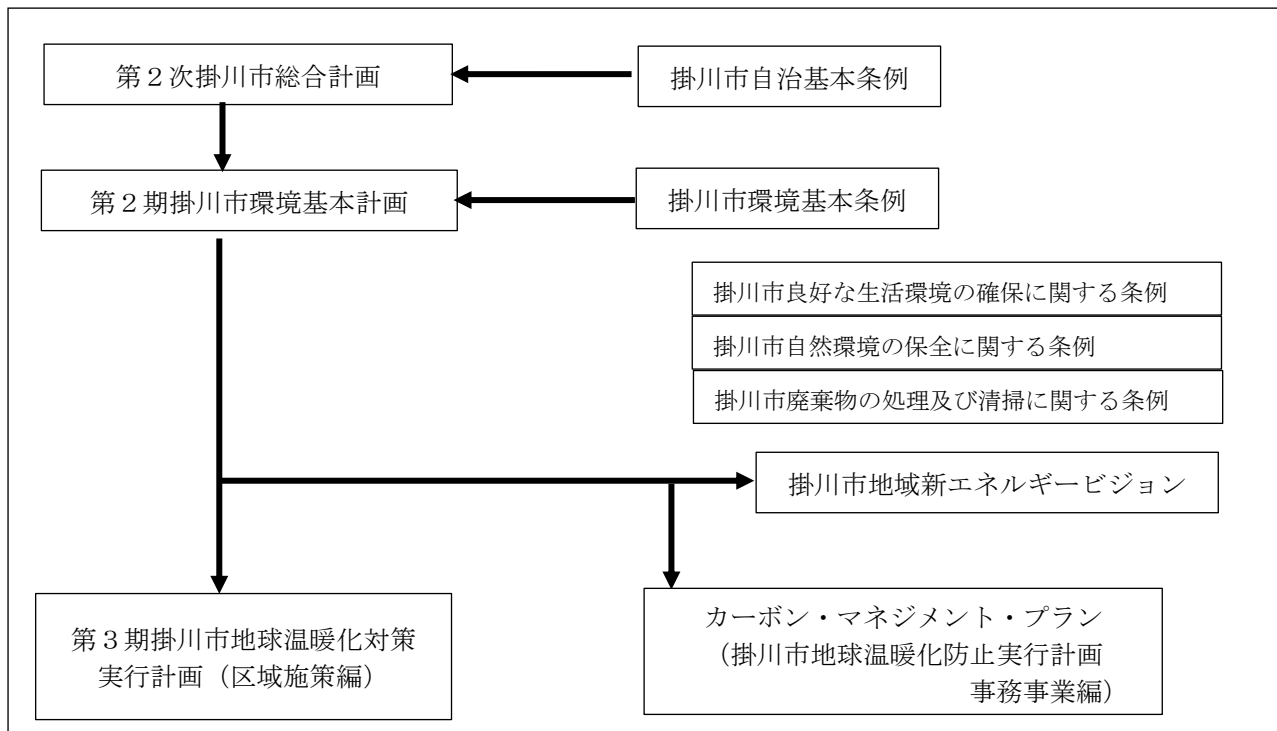 第２次掛川市総合計画
掛川市自治基本条例
第２期掛川市環境基本計画
掛川市環境基本条例
掛川市良好な生活環境の確保に関する条例
掛川市自然環境の保全に関する条例
掛川市廃棄物の処理及び清掃に関する条例
掛川市地域新エネルギービジョン
第３期掛川市地球温暖化対策
実行計画（区域施策編）
カーボン・マネジメント・プラン
（掛川市地球温暖化防止実行計画
事務事業編）